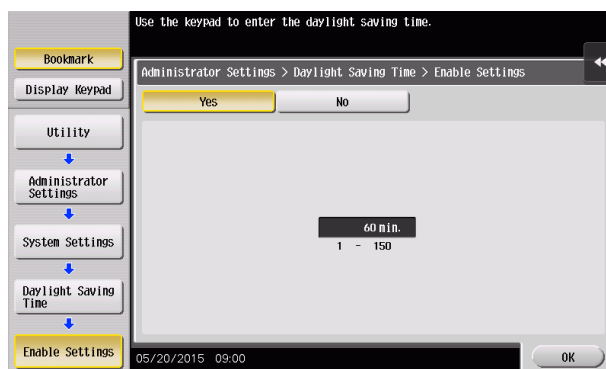 Use the keypad to enter the daylight saving time.
Bookmark
Display Keypad
Utility
Administrator
Settings
System Settings
Daylight Saving
Time
Enable Settings
Administrator Settings > Daylight Saving Time > Enable Settings
Yes No
60 min.
1 - 150
05/20/2015 09:00
OK